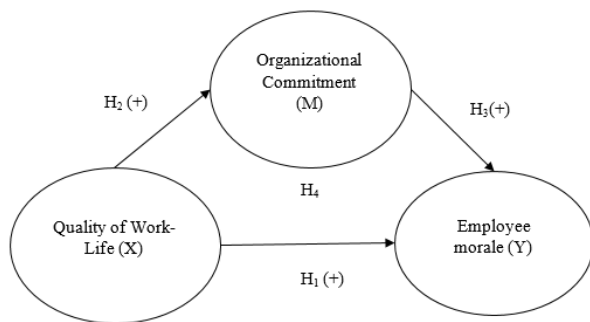 Organizational
Commitment
(M)
H₂ (+)
H₃(+)
H₄
Quality of Work-
Life (X)
Employee
morale (Y)
H₁ (+)